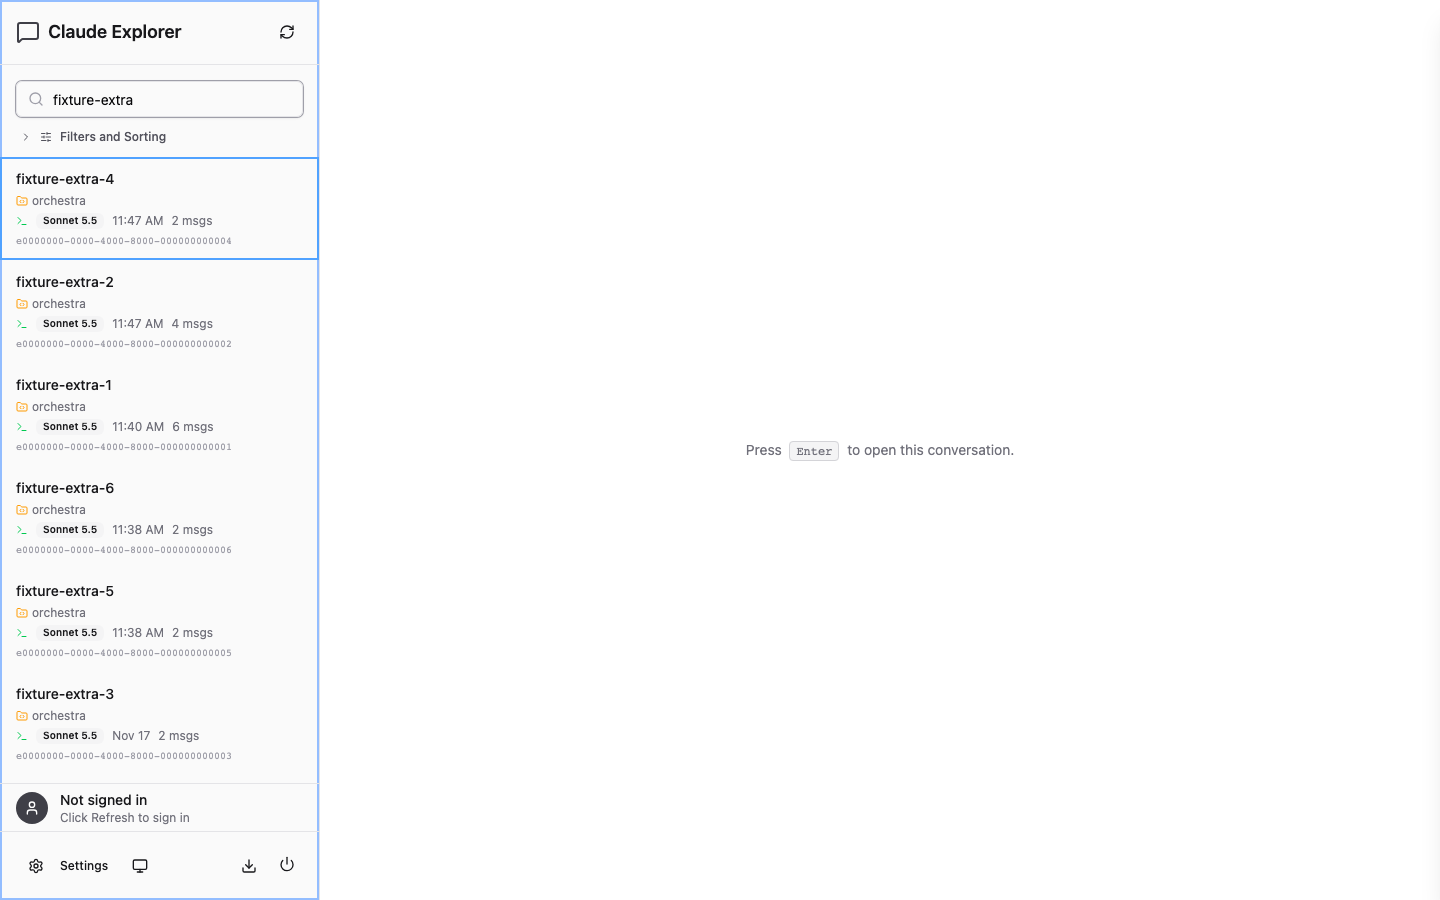 Claude Explorer
fixture-extra
Filters and Sorting
fixture-extra-4
orchestra
Sonnet 5.5 11:47 AM 2 msgs
e0000000-0000-4000-8000-000000000004
fixture-extra-2
orchestra
Sonnet 5.5 11:47 AM 4 msgs
e0000000-0000-4000-8000-000000000002
fixture-extra-1
orchestra
Sonnet 5.5 11:40 AM 6 msgs
e0000000-0000-4000-8000-000000000001
fixture-extra-6
orchestra
Sonnet 5.5 11:38 AM 2 msgs
e0000000-0000-4000-8000-000000000006
fixture-extra-5
orchestra
Sonnet 5.5 11:38 AM 2 msgs
e0000000-0000-4000-8000-000000000005
fixture-extra-3
orchestra
Sonnet 5.5 Nov 17 2 msgs
e0000000-0000-4000-8000-000000000003
Not signed in
Click Refresh to sign in
Settings
Press Enter to open this conversation.